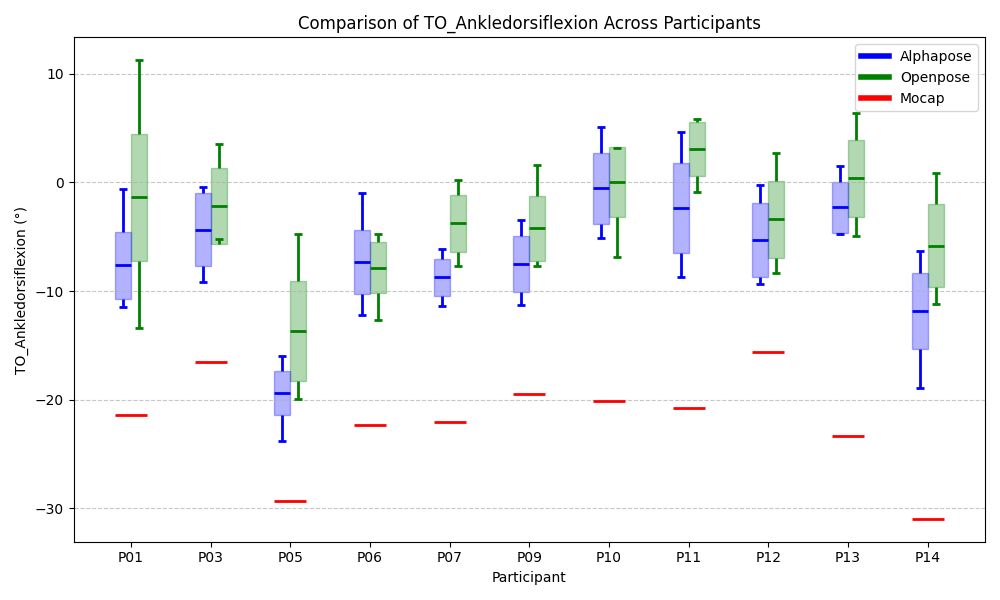 Comparison of TO_Ankledorsiflexion Across Participants
Alphapose
Openpose
Mocap
TO_Ankledorsiflexion (°)
10
0
−10
−20
−30
P01 P03 P05 P06 P07 P09 P10 P11 P12 P13 P14
Participant